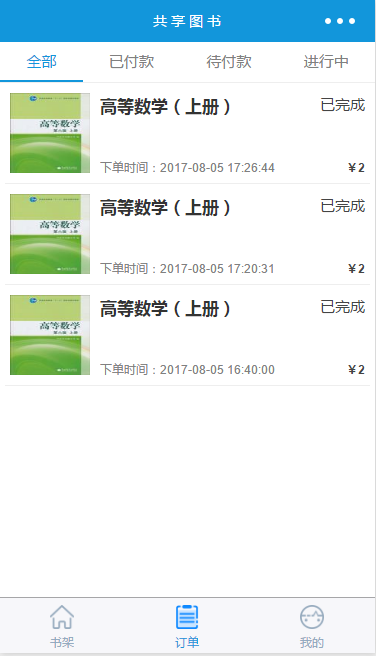 共享图书
全部 已付款 待付款 进行中
高等数学（上册） 已完成
下单时间：2017-08-05 17:26:44 ￥2
高等数学
高等数学（上册） 已完成
下单时间：2017-08-05 17:20:31 ￥2
高等数学
高等数学（上册） 已完成
下单时间：2017-08-05 16:40:00 ￥2
高等数学
书架 订单 我的